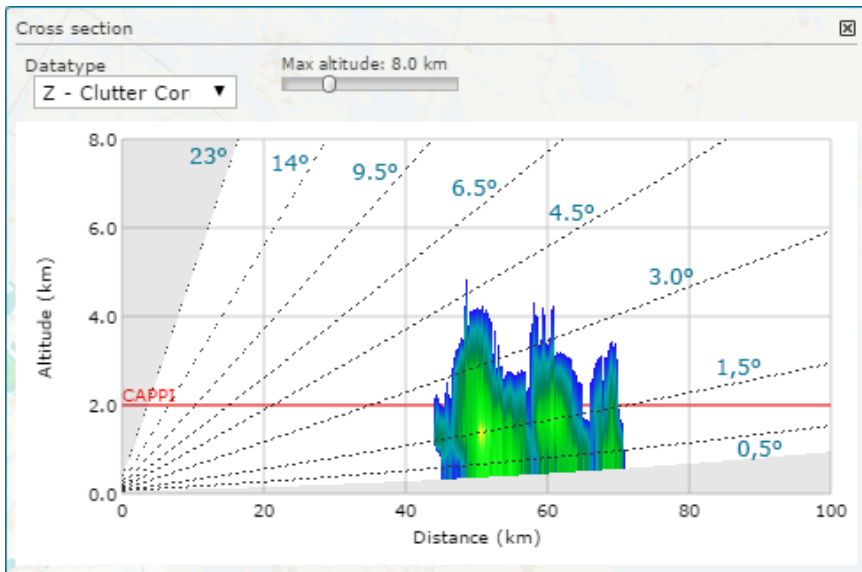 Cross section
Datatype
Max altitude: 8.0 km
Z - Clutter Cor
8.0
23º
14º
9.5º
6.5º
4.5º
6.0
3.0º
4.0
1,5º
CAPPI
2.0
0,5º
0.0
0
20
40
60
80
100
Altitude (km)
Distance (km)